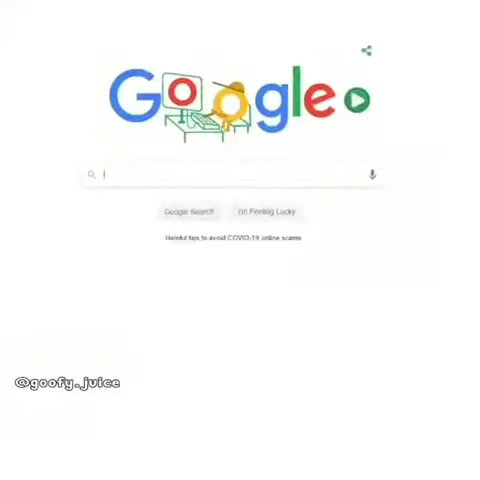 Google
Google Search I'm Feeling Lucky
Helpful tips to avoid COVID-19 online scams
@goofy.juice